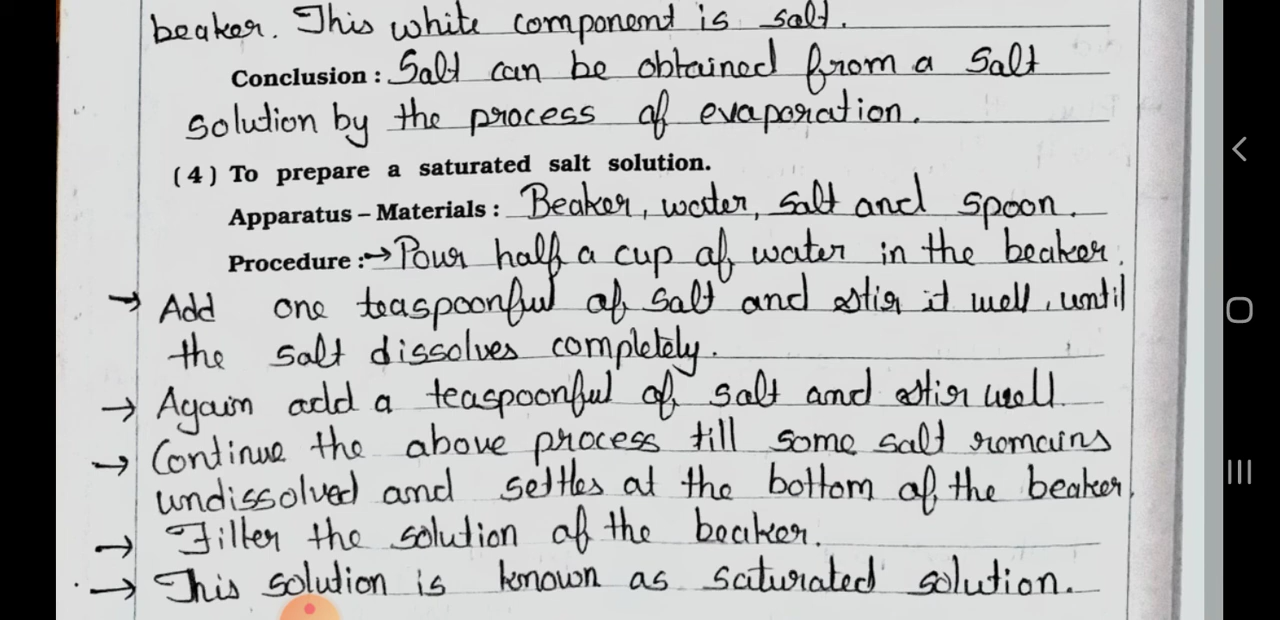 beaker. This white component is salt.
Conclusion : Salt can be obtained from a salt
solution by the process of evaporation.
(4) To prepare a saturated salt solution.
Apparatus – Materials : Beaker, water, salt and spoon.
Procedure :→ Pour half a cup of water in the beaker.
→ Add one teaspoonful of salt and stir it well, until
the salt dissolves completely.
→ Again add a teaspoonful of salt and stir well.
→ Continue the above process till some salt remains
undissolved and settles at the bottom of the beaker.
→ Filter the solution of the beaker.
→ This solution is known as saturated solution.